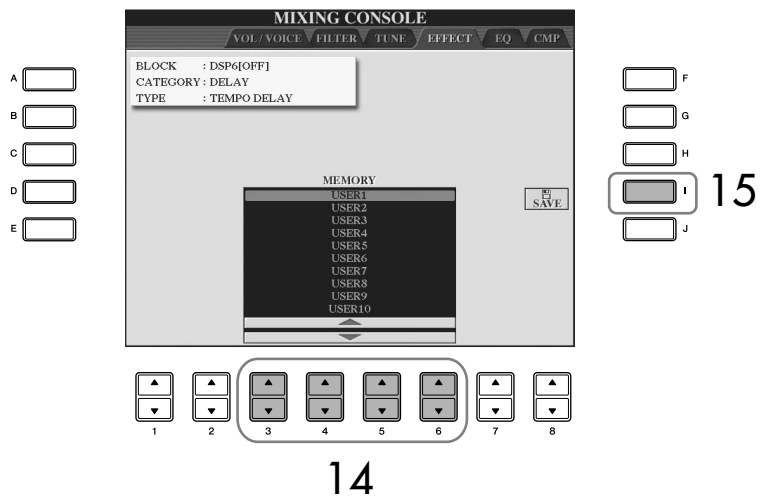 MIXING CONSOLE
VOL/VOICE FILTER TUNE EFFECT EQ CMP
BLOCK : DSP6[OFF]
CATEGORY : DELAY
TYPE : TEMPO DELAY
A
B
C
D
E
F
G
H
I
J
15
MEMORY
USER1
USER2
USER3
USER4
USER5
USER6
USER7
USER8
USER9
USER10
SAVE
1 2 3 4 5 6 7 8
14